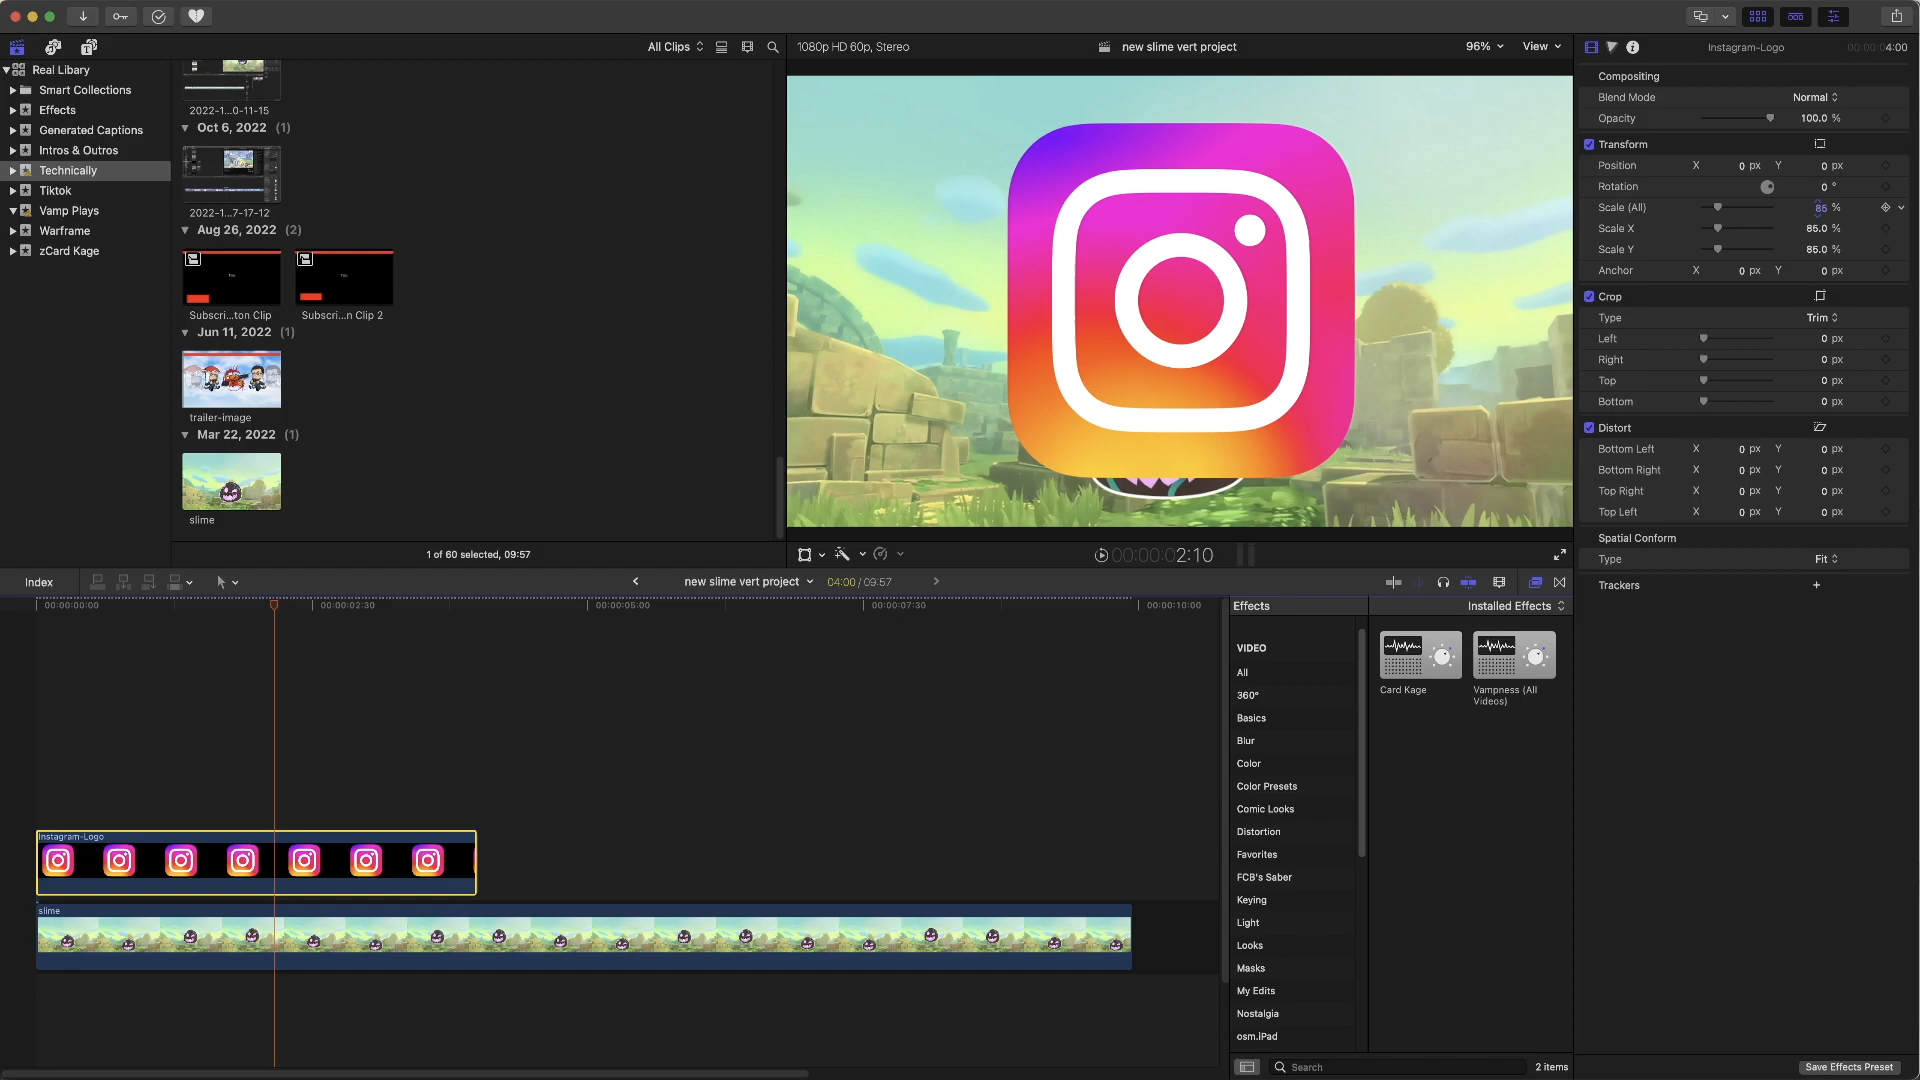 All Clips
1080p HD 60p, Stereo
new slime vert project
96%
View
Instagram-Logo
00:00:04:00
Real Library
Smart Collections
Effects
Generated Captions
Intros & Outros
Technically
Tiktok
Vamp Plays
Warframe
zCard Kage
2022-1...0-11-15
Oct 6, 2022 (1)
2022-1...7-17-12
Aug 26, 2022 (2)
Subscri...ton Clip
Subscri...n Clip 2
Jun 11, 2022 (1)
trailer-image
Mar 22, 2022 (1)
slime
1 of 60 selected, 09:57
00:00:02:10
Compositing
Blend Mode Normal
Opacity 100.0 %
Transform
Position X 0 px Y 0 px
Rotation 0 °
Scale (All) 85 %
Scale X 85.0 %
Scale Y 85.0 %
Anchor X 0 px Y 0 px
Crop
Type Trim
Left 0 px
Right 0 px
Top 0 px
Bottom 0 px
Distort
Bottom Left X 0 px Y 0 px
Bottom Right X 0 px Y 0 px
Top Right X 0 px Y 0 px
Top Left X 0 px Y 0 px
Spatial Conform
Type Fit
Trackers +
Index
new slime vert project
04:00 / 09:57
00:00:00:00
00:00:02:30
00:00:05:00
00:00:07:30
00:00:10:00
Instagram-Logo
slime
Effects
Installed Effects
VIDEO
All
360°
Basics
Blur
Color
Color Presets
Comic Looks
Distortion
Favorites
FCB's Saber
Keying
Light
Looks
Masks
My Edits
Nostalgia
osm.iPad
Card Kage
Vampness (All
Videos)
Search
2 items
Save Effects Preset